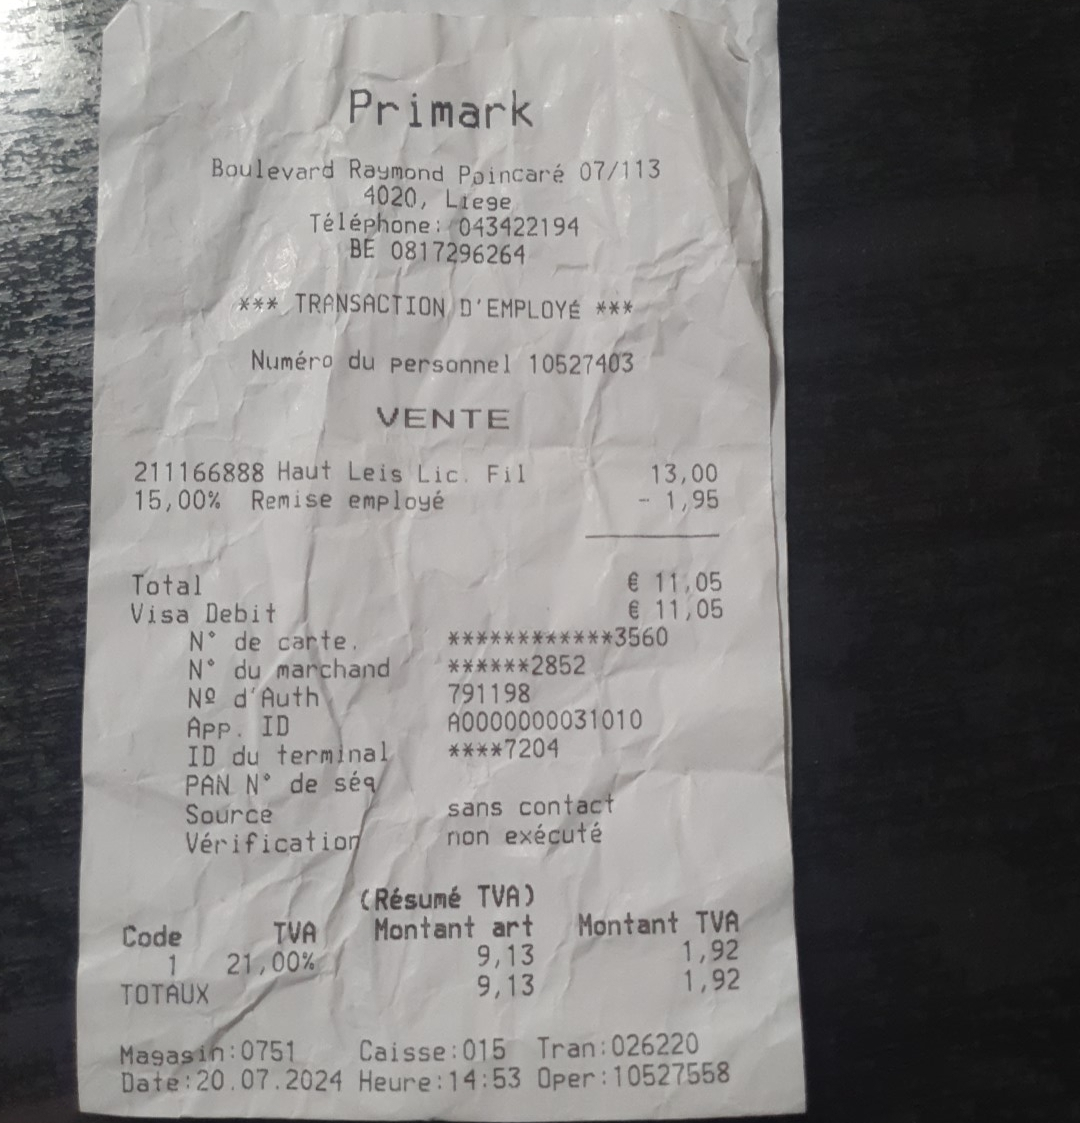 Primark
Boulevard Raymond Poincaré 07/113
4020, Liege
Téléphone: 043422194
BE 0817296264
*** TRANSACTION D'EMPLOYÉ ***
Numéro du personnel 10527403
VENTE
211166888 Haut Leis Lic. Fil 13,00
15,00% Remise employé - 1,95
Total € 11,05
Visa Debit € 11,05
N° de carte. ************3560
N° du marchand ******2852
Nº d'Auth 791198
App. ID A0000000031010
ID du terminal ****7204
PAN N° de séq
Source sans contact
Vérification non exécuté
(Résumé TVA)
Code TVA Montant art Montant TVA
1 21,00% 9,13 1,92
TOTAUX 9,13 1,92
Magasin:0751 Caisse:015 Tran:026220
Date:20.07.2024 Heure:14:53 Oper:10527558